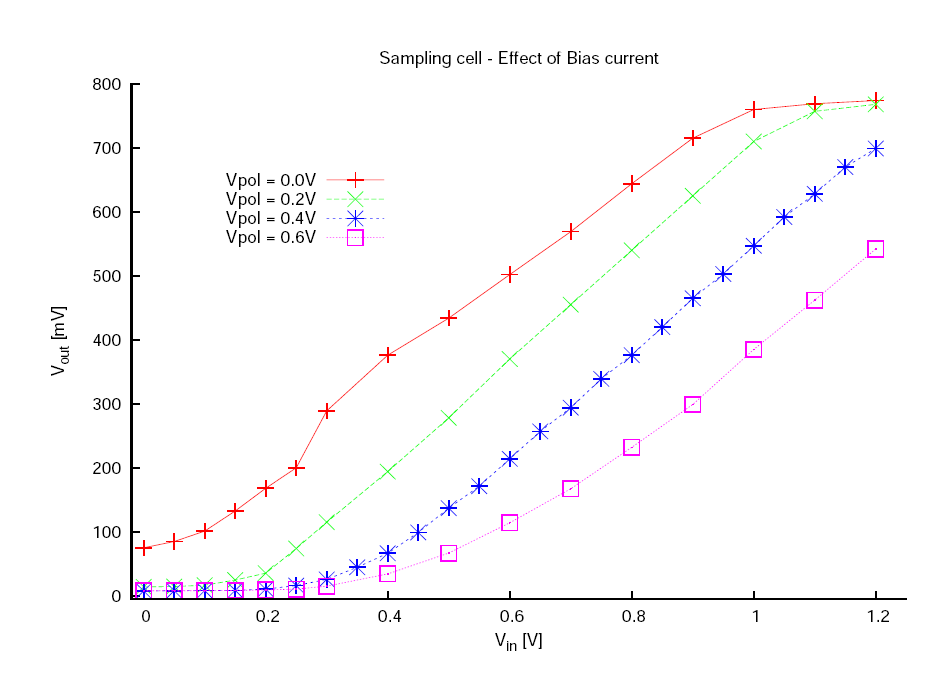 Sampling cell - Effect of Bias current
800
700
600
500
400
300
200
100
0
Vpol = 0.0V
Vpol = 0.2V
Vpol = 0.4V
Vpol = 0.6V
Vout [mV]
0 0.2 0.4 0.6 0.8 1 1.2
Vin [V]